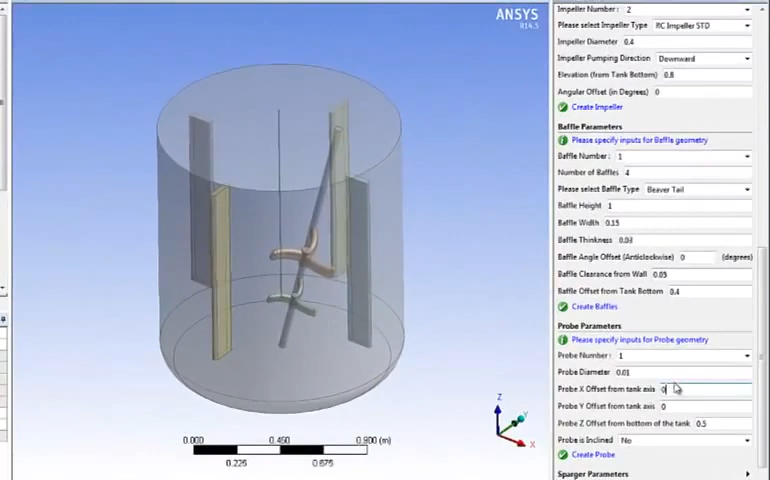 Impeller Number : 2
Please select Impeller Type RC Impeller STD
Impeller Diameter 0.4
Impeller Pumping Direction Downward
Elevation (from Tank Bottom) 0.8
Angular Offset (in Degrees) 0
Create Impeller
Baffle Parameters
Please specify inputs for Baffle geometry
Baffle Number : 1
Number of Baffles 4
Please select Baffle Type Beaver Tail
Baffle Height 1
Baffle Width 0.15
Baffle Thinkness 0.03
Baffle Angle Offset (Anticlockwise) 0 (degrees)
Baffle Clearance from Wall 0.05
Baffle Offset from Tank Bottom 0.4
Create Baffles
Probe Parameters
Please specify inputs for Probe geometry
Probe Number : 1
Probe Diameter 0.01
Probe X Offset from tank axis 0
Probe Y Offset from tank axis 0
Probe Z Offset from bottom of the tank 0.5
Probe is Inclined No
Create Probe
Sparger Parameters
ANSYS
R14.5
Z
Y
X
0.000 0.450 0.900 (m)
0.225 0.675